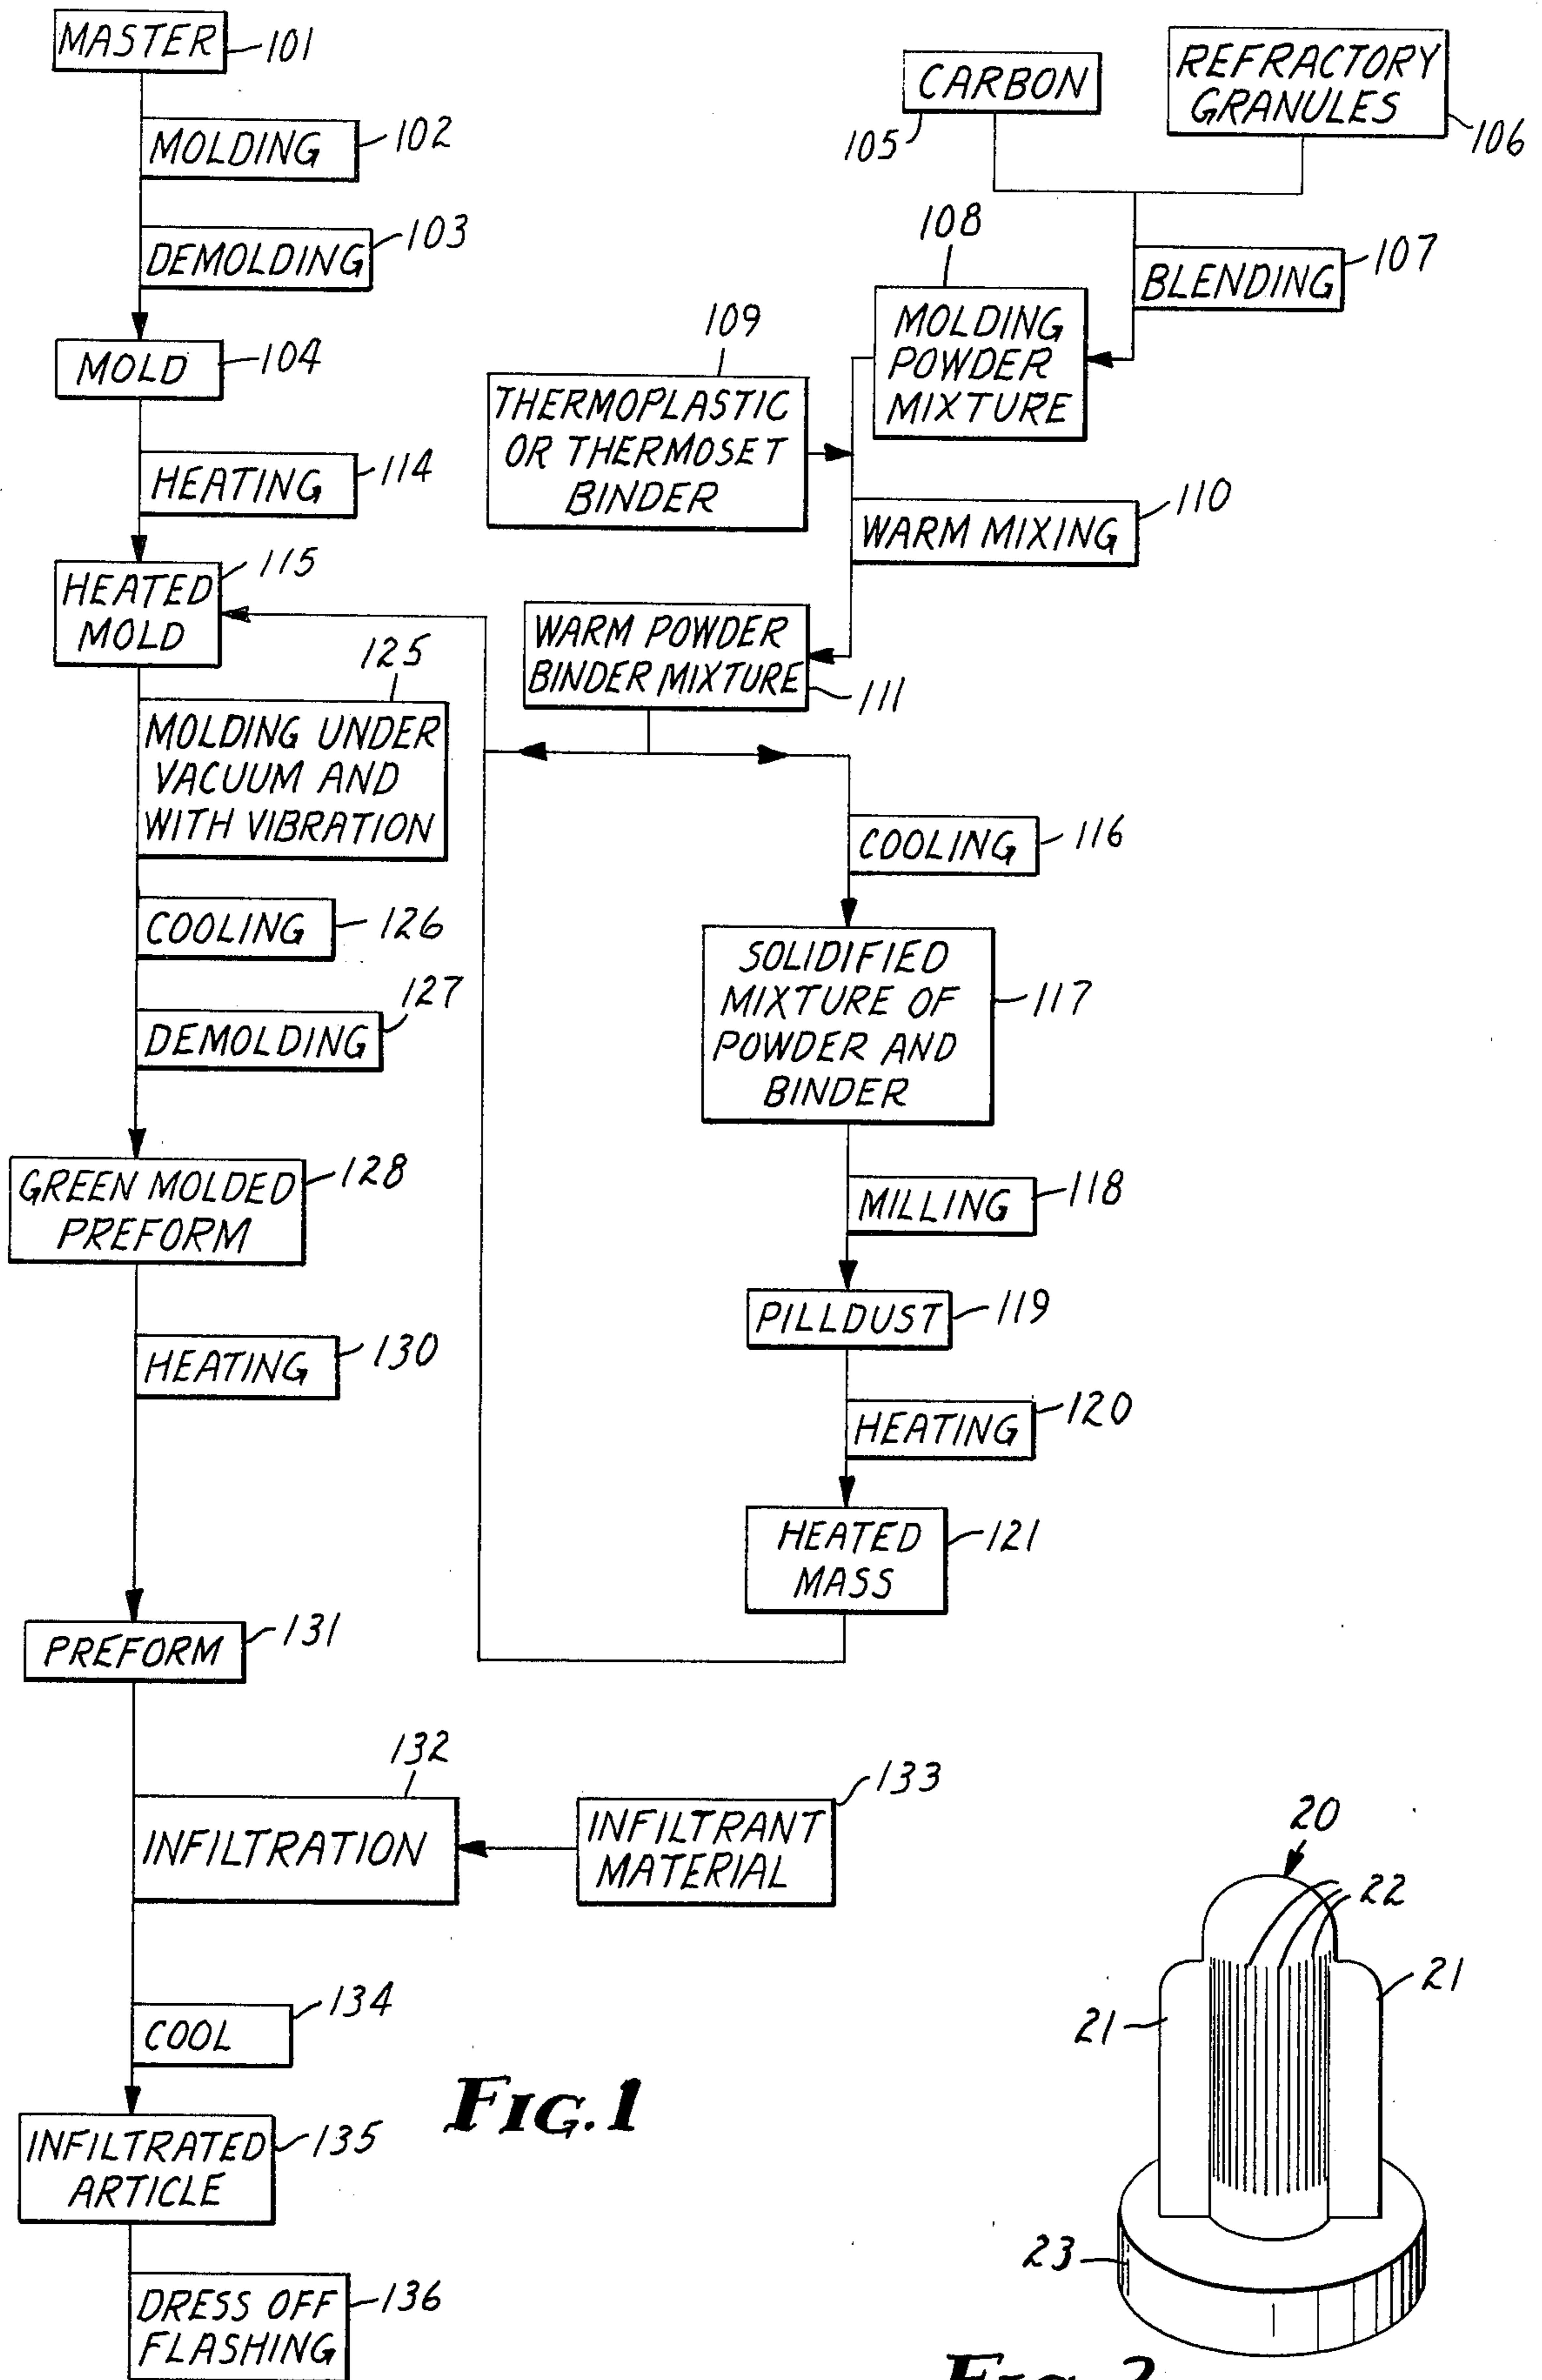 MASTER
101
MOLDING
102
DEMOLDING
103
MOLD
104
HEATING
114
HEATED
MOLD
115
125
MOLDING UNDER
VACUUM AND
WITH VIBRATION
COOLING
126
DEMOLDING
127
GREEN MOLDED
PREFORM
128
HEATING
130
PREFORM
131
132
INFILTRATION
INFILTRANT
MATERIAL
133
COOL
134
INFILTRATED
ARTICLE
135
DRESS OFF
FLASHING
136
CARBON
105
REFRACTORY
GRANULES
106
BLENDING
107
108
MOLDING
POWDER
MIXTURE
109
THERMOPLASTIC
OR THERMOSET
BINDER
WARM MIXING
110
WARM POWDER
BINDER MIXTURE
111
COOLING
116
SOLIDIFIED
MIXTURE OF
POWDER AND
BINDER
117
MILLING
118
PILLDUST
119
HEATING
120
HEATED
MASS
121
FIG.1
20
22
21
21
23
FIG.2